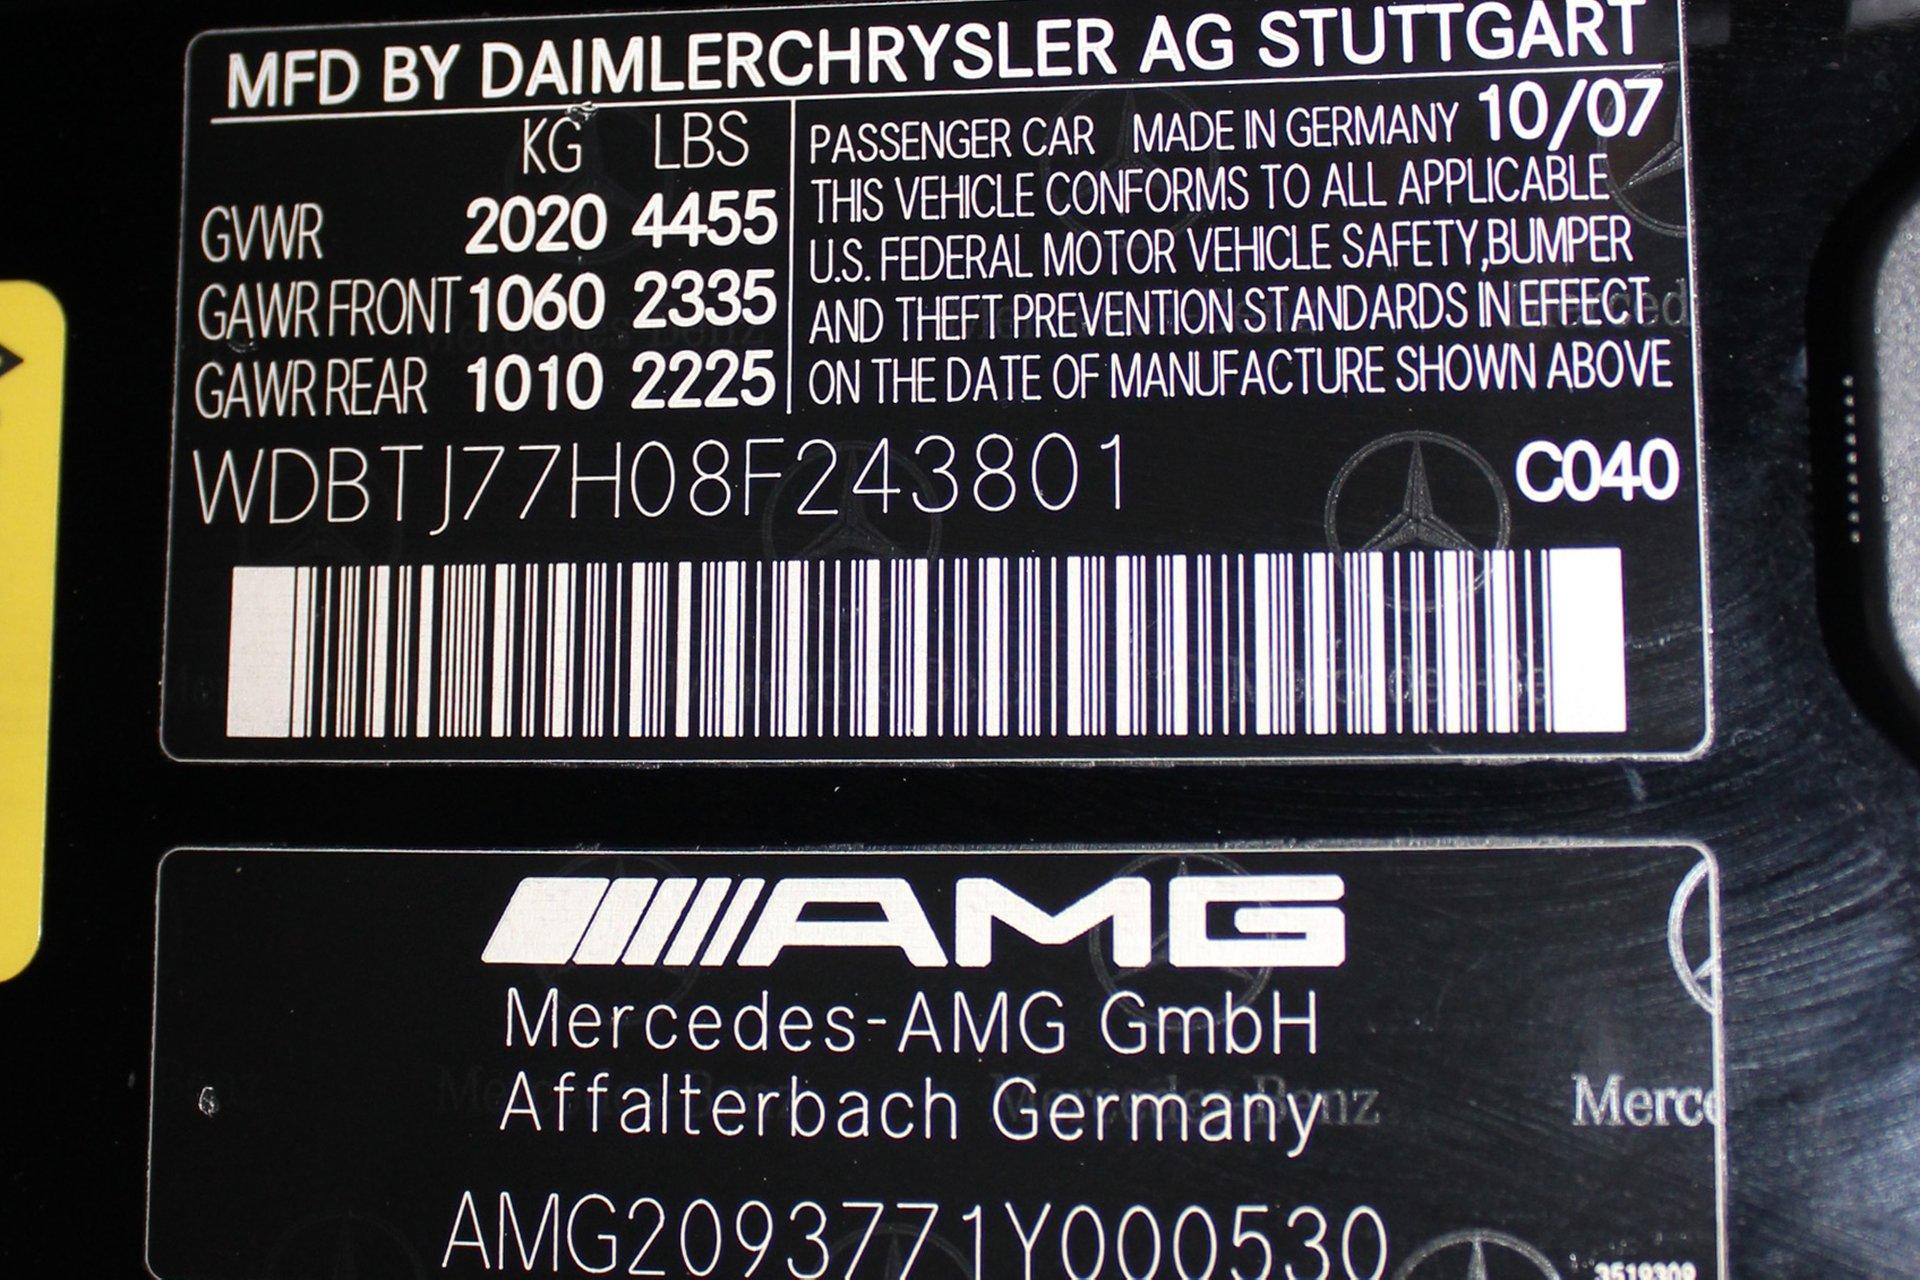 MFD BY DAIMLERCHRYSLER AG STUTTGART
KG LBS
GVWR 2020 4455
GAWR FRONT 1060 2335
GAWR REAR 1010 2225
PASSENGER CAR MADE IN GERMANY 10/07
THIS VEHICLE CONFORMS TO ALL APPLICABLE
U.S. FEDERAL MOTOR VEHICLE SAFETY,BUMPER
AND THEFT PREVENTION STANDARDS IN EFFECT
ON THE DATE OF MANUFACTURE SHOWN ABOVE
WDBTJ77H08F243801 C040
AMG
Mercedes-AMG GmbH
Affalterbach Germany
AMG2093771Y000530